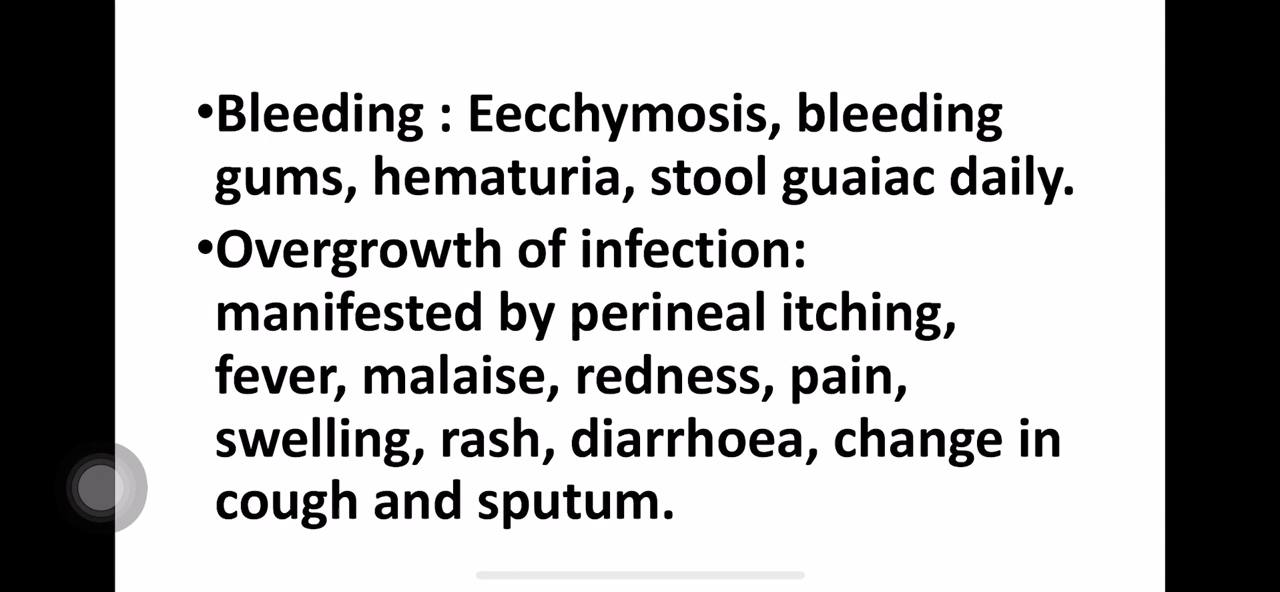 •Bleeding : Eecchymosis, bleeding
gums, hematuria, stool guaiac daily.
•Overgrowth of infection:
manifested by perineal itching,
fever, malaise, redness, pain,
swelling, rash, diarrhoea, change in
cough and sputum.